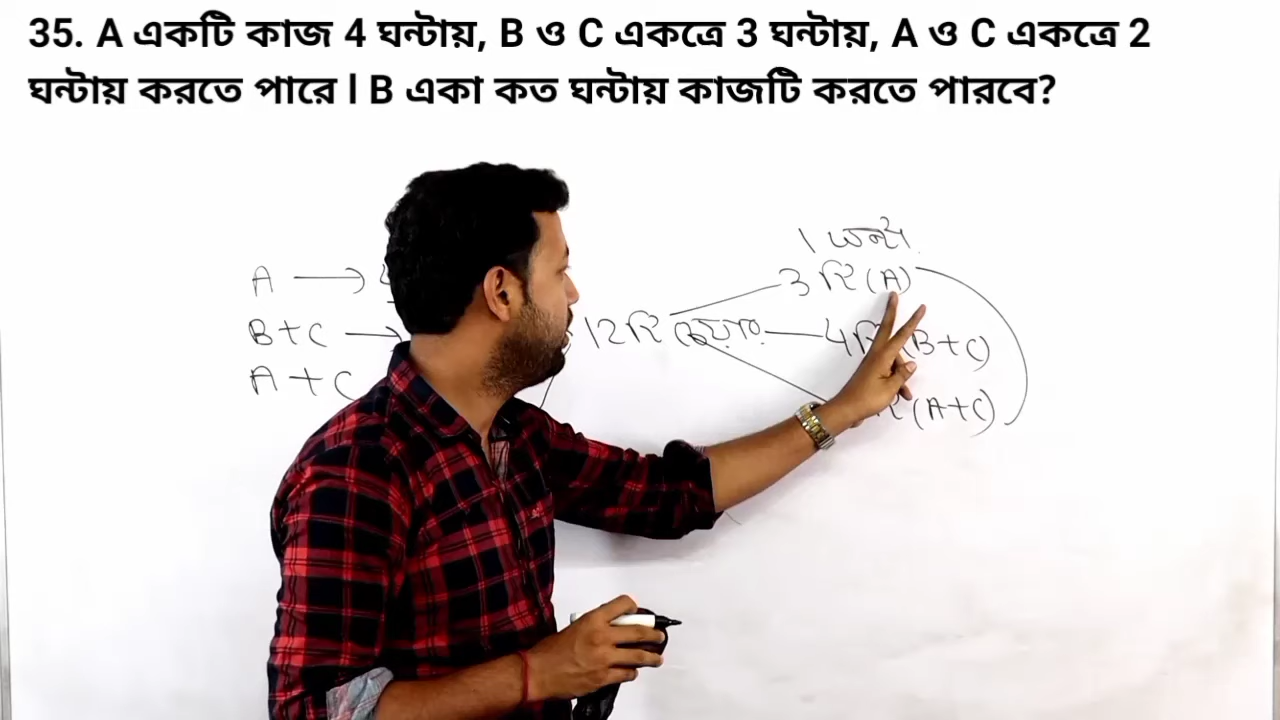 35. A একটি কাজ 4 ঘন্টায়, B ও C একত্রে 3 ঘন্টায়, A ও C একত্রে 2
ঘন্টায় করতে পারে l B একা কত ঘন্টায় কাজটি করতে পারবে?
1 ঘন্টা
A → 4
3 টি (A)
B+C →
12 টি
4 টি (B+C)
A+C
(A+C)